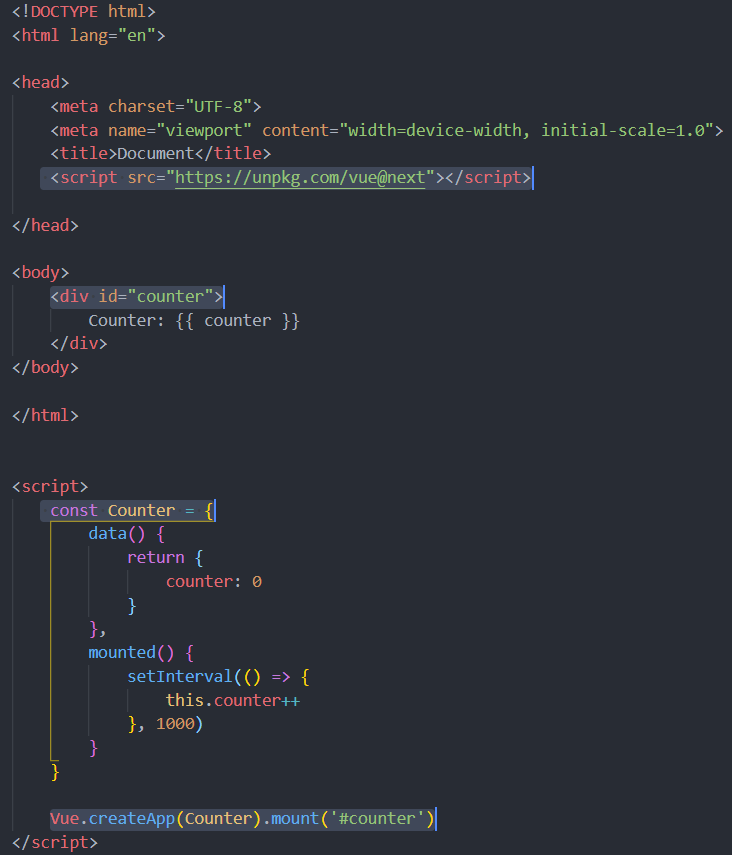 <!DOCTYPE html>
<html lang="en">
<head>
<meta charset="UTF-8">
<meta name="viewport" content="width=device-width, initial-scale=1.0">
<title>Document</title>
<script src="https://unpkg.com/vue@next"></script>
</head>
<body>
<div id="counter">
Counter: {{ counter }}
</div>
</body>
</html>
<script>
const Counter = {
data() {
return {
counter: 0
}
},
mounted() {
setInterval(() => {
this.counter++
}, 1000)
}
}
Vue.createApp(Counter).mount('#counter')
</script>